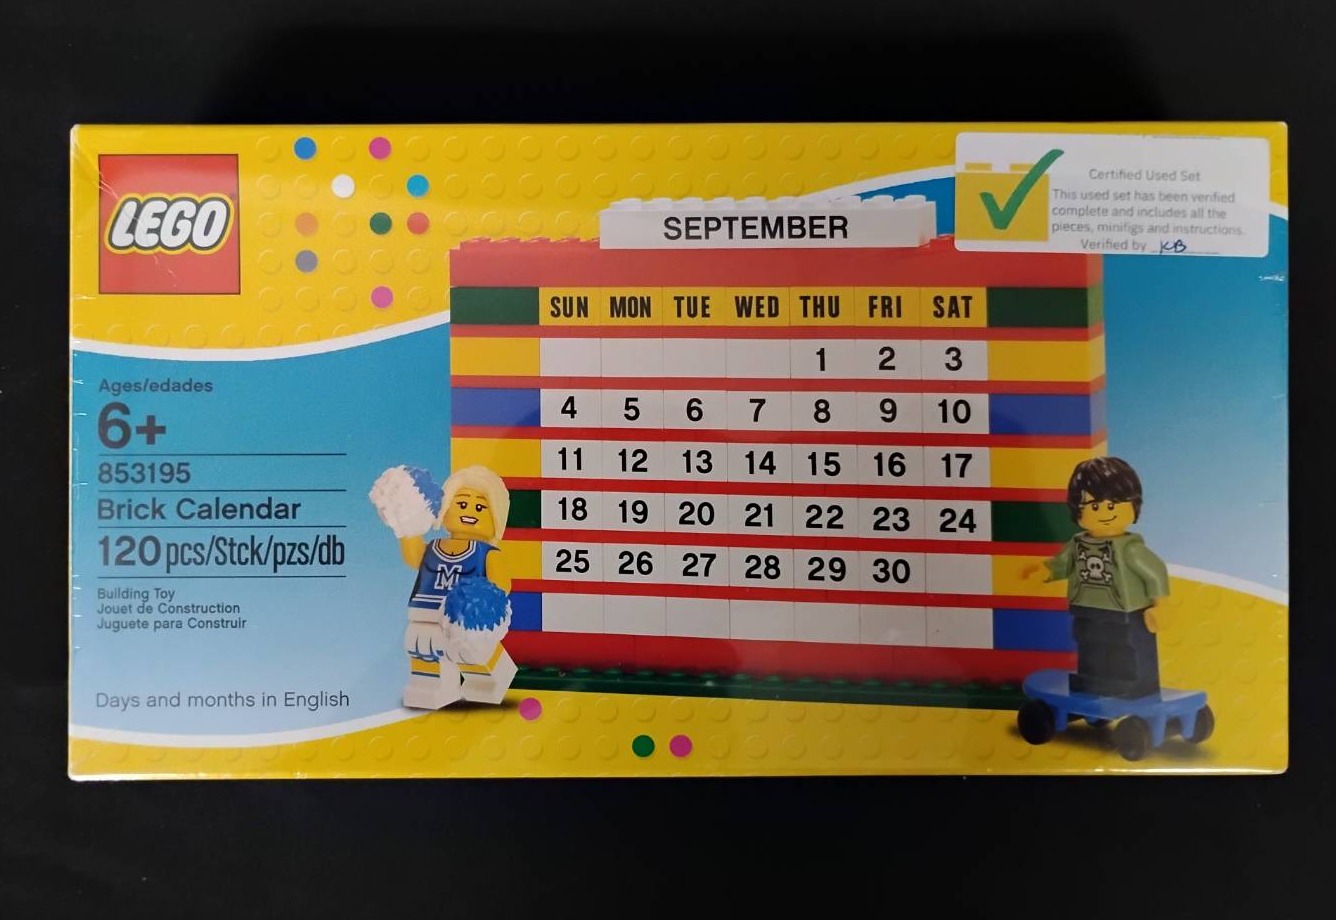 LEGO
Certified Used Set
This used set has been verified
complete and includes all the
pieces, minifigs and instructions.
Verified by KB
SEPTEMBER
SUN MON TUE WED THU FRI SAT
1 2 3
4 5 6 7 8 9 10
11 12 13 14 15 16 17
18 19 20 21 22 23 24
25 26 27 28 29 30
Ages/edades
6+
853195
Brick Calendar
120 pcs/Stck/pzs/db
Building Toy
Jouet de Construction
Juguete para Construir
Days and months in English
M